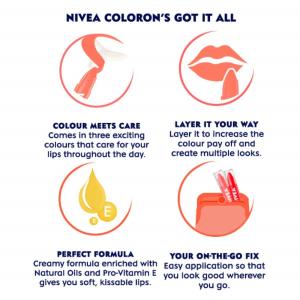 NIVEA COLORON'S GOT IT ALL
COLOUR MEETS CARE
Comes in three exciting
colours that care for your
lips throughout the day.
LAYER IT YOUR WAY
Layer it to increase the
colour pay off and
create multiple looks.
E
PERFECT FORMULA
Creamy formula enriched with
Natural Oils and Pro-Vitamin E
gives you soft, kissable lips.
YOUR ON-THE-GO FIX
Easy application so that
you look good wherever
you go.